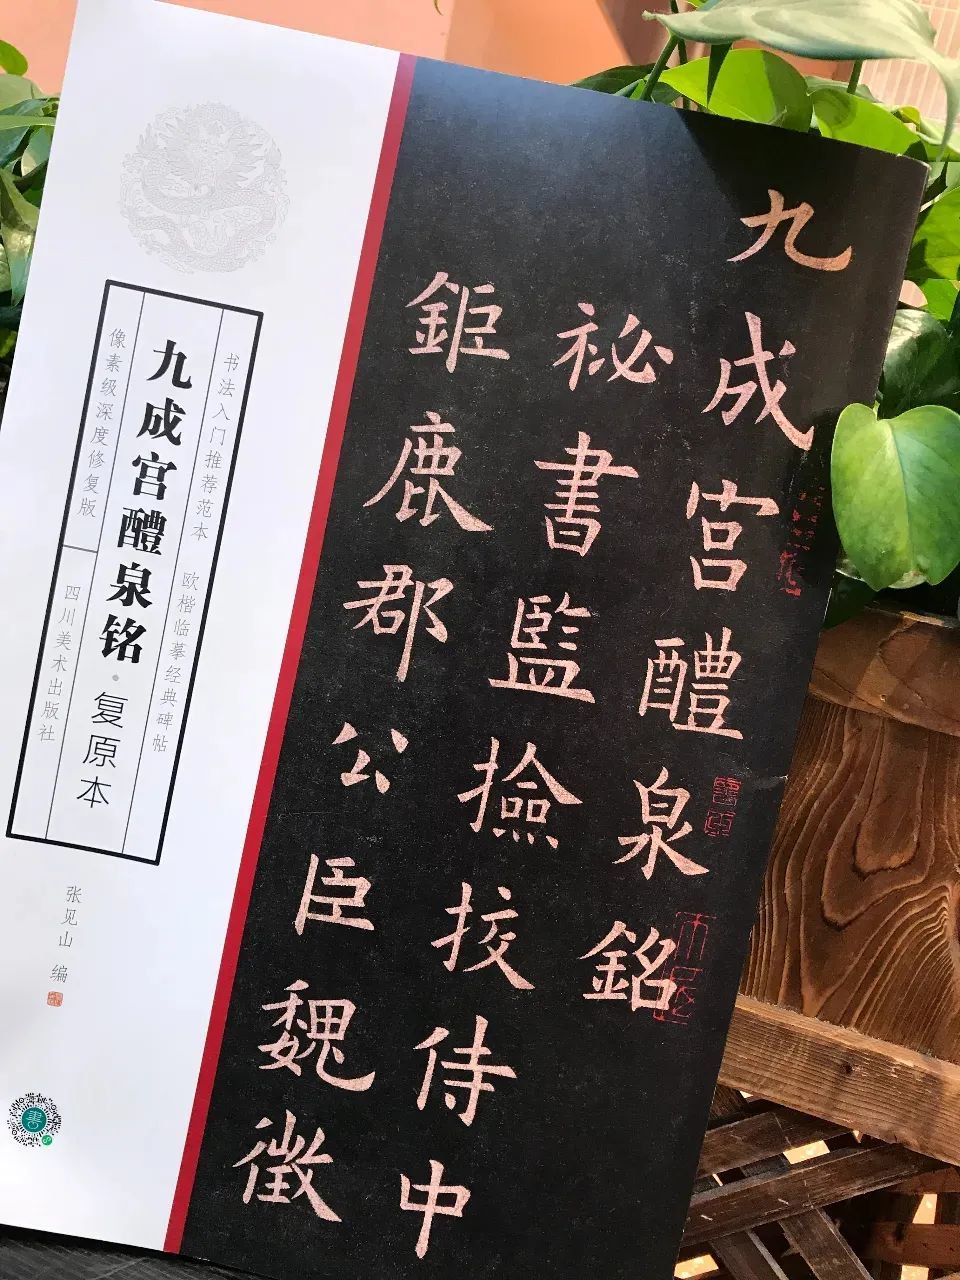 九成宫醴泉銘
祕書監撿挍侍中
鉅鹿郡公臣魏徵
书法入门推荐范本 欧楷临摹经典碑帖
九成宫醴泉铭·复原本
像素级深度修复版
四川美术出版社
张见山 编